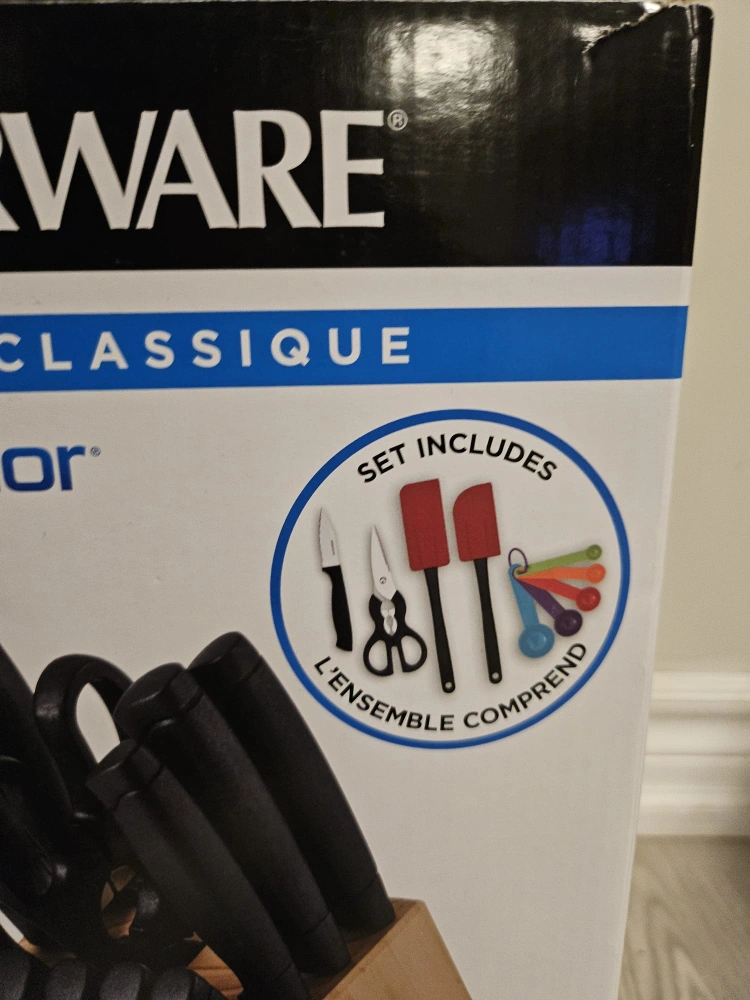 RWARE®
CLASSIQUE
or®
SET INCLUDES
L'ENSEMBLE COMPREND